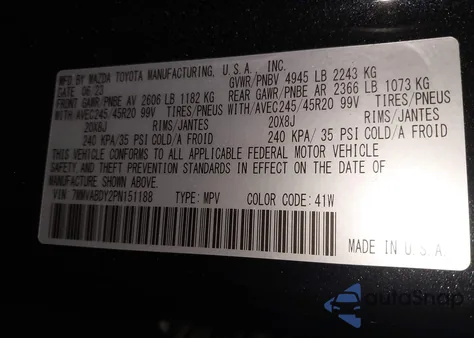 MFD BY MAZDA TOYOTA MANUFACTURING, U.S.A., INC.
DATE 06 23 GVWR/PNBV 4945 LB 2243 KG
FRONT GAWR/PNBE AV 2606 LB 1182 KG REAR GAWR/PNBE AR 2366 LB 1073 KG
WITH/AVEC245/45R20 99V TIRES/PNEUS WITH/AVEC245/45R20 99V TIRES/PNEUS
20X8J RIMS/JANTES 20X8J RIMS/JANTES
240 KPA/35 PSI COLD/A FROID 240 KPA/35 PSI COLD/A FROID
THIS VEHICLE CONFORMS TO ALL APPLICABLE FEDERAL MOTOR VEHICLE
SAFETY AND THEFT PREVENTION STANDARDS IN EFFECT ON THE DATE OF
MANUFACTURE SHOWN ABOVE.
VIN 7MMVABDY2PN151188 TYPE: MPV COLOR CODE: 41W
MADE IN U.S.A.
autoSnap